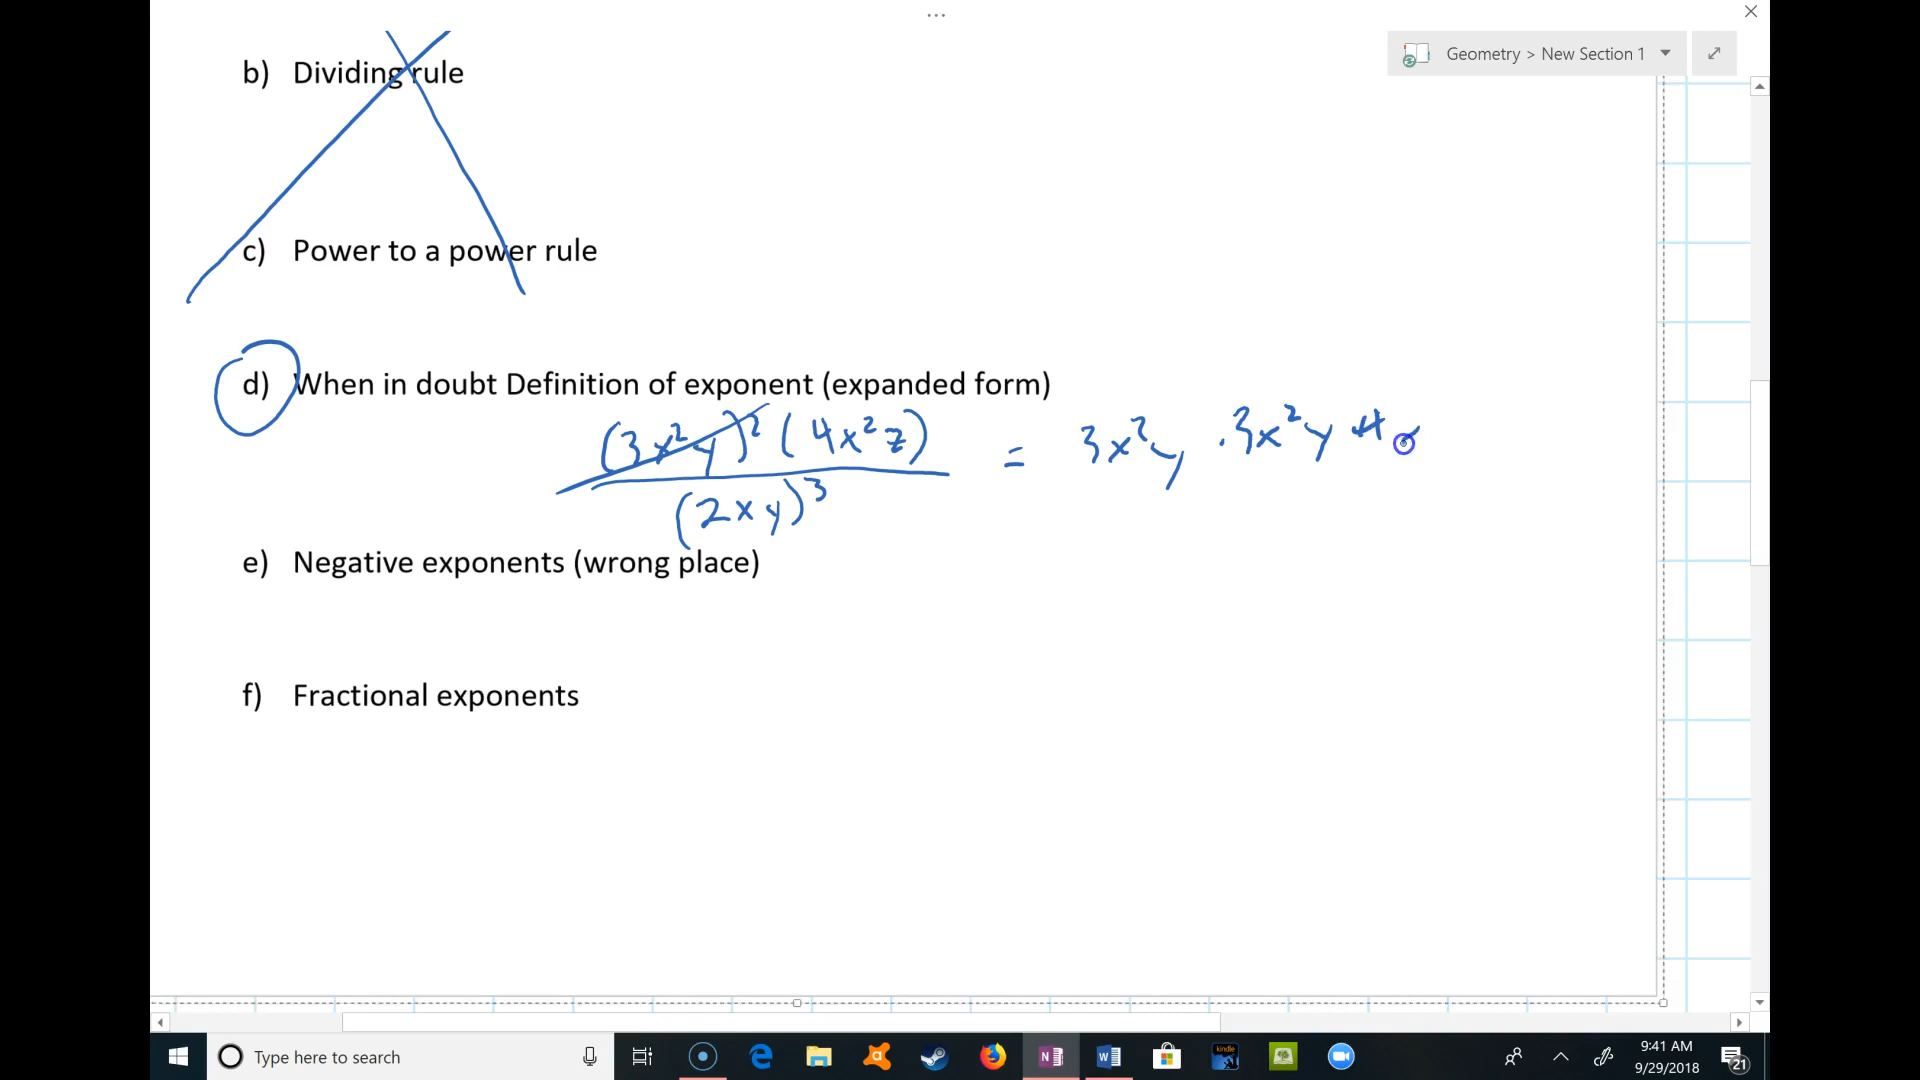 ...
Geometry > New Section 1
b) Dividing rule
c) Power to a power rule
d) When in doubt Definition of exponent (expanded form)
(3x²y)² (4x²z)
= 3x²y · 3x²y 4
(2xy)³
e) Negative exponents (wrong place)
f) Fractional exponents
Type here to search
N
W
kindle
9:41 AM
9/29/2018
21